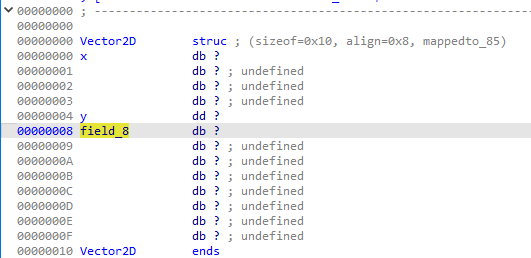 00000000 ; ----------------------------------------------------------------
00000000
00000000 Vector2D struc ; (sizeof=0x10, align=0x8, mappedto_85)
00000000 x db ?
00000001 db ? ; undefined
00000002 db ? ; undefined
00000003 db ? ; undefined
00000004 y dd ?
00000008 field_8 db ?
00000009 db ? ; undefined
0000000A db ? ; undefined
0000000B db ? ; undefined
0000000C db ? ; undefined
0000000D db ? ; undefined
0000000E db ? ; undefined
0000000F db ? ; undefined
00000010 Vector2D ends